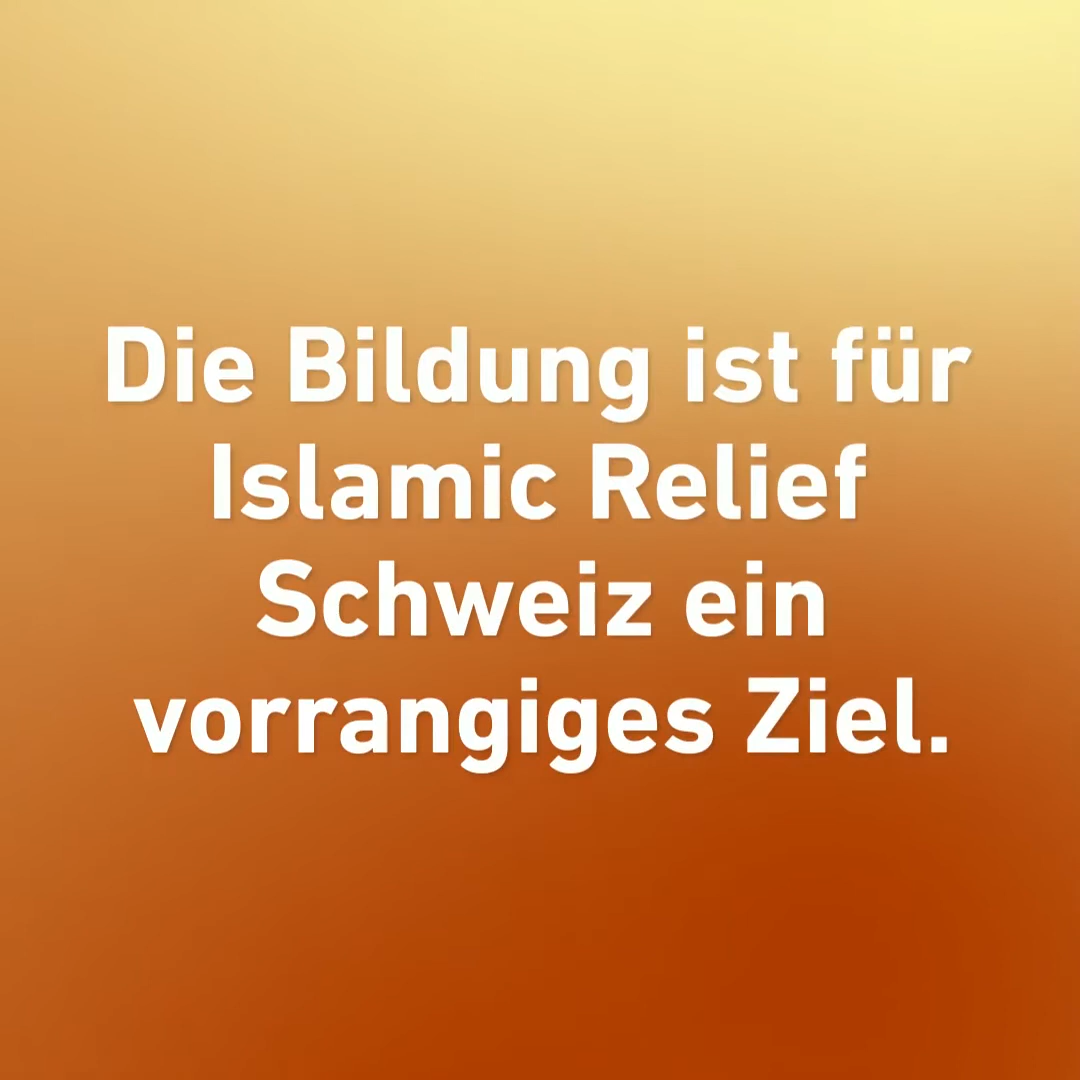 Die Bildung ist für
Islamic Relief
Schweiz ein
vorrangiges Ziel.